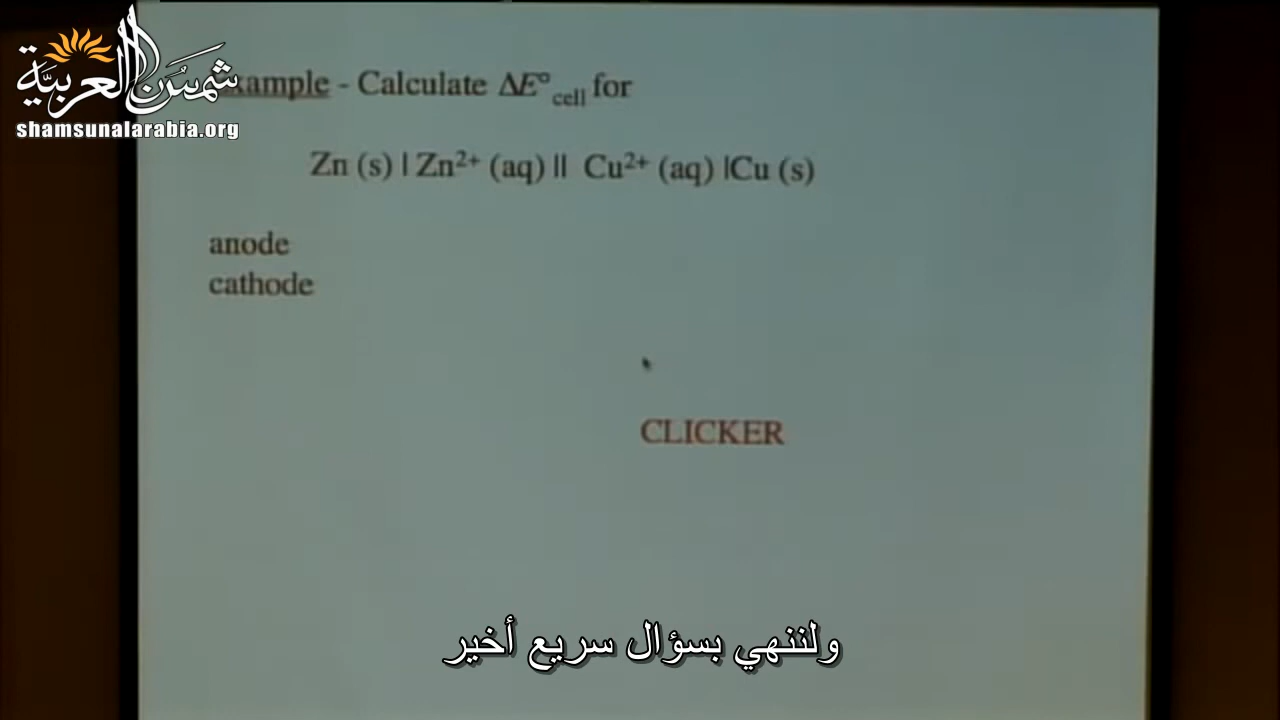 شمسُ العربيّة
shamsunalarabia.org
Example - Calculate ΔE°cell for
Zn (s) | Zn²⁺ (aq) || Cu²⁺ (aq) |Cu (s)
anode
cathode
CLICKER
ولننهي بسؤال سريع أخير